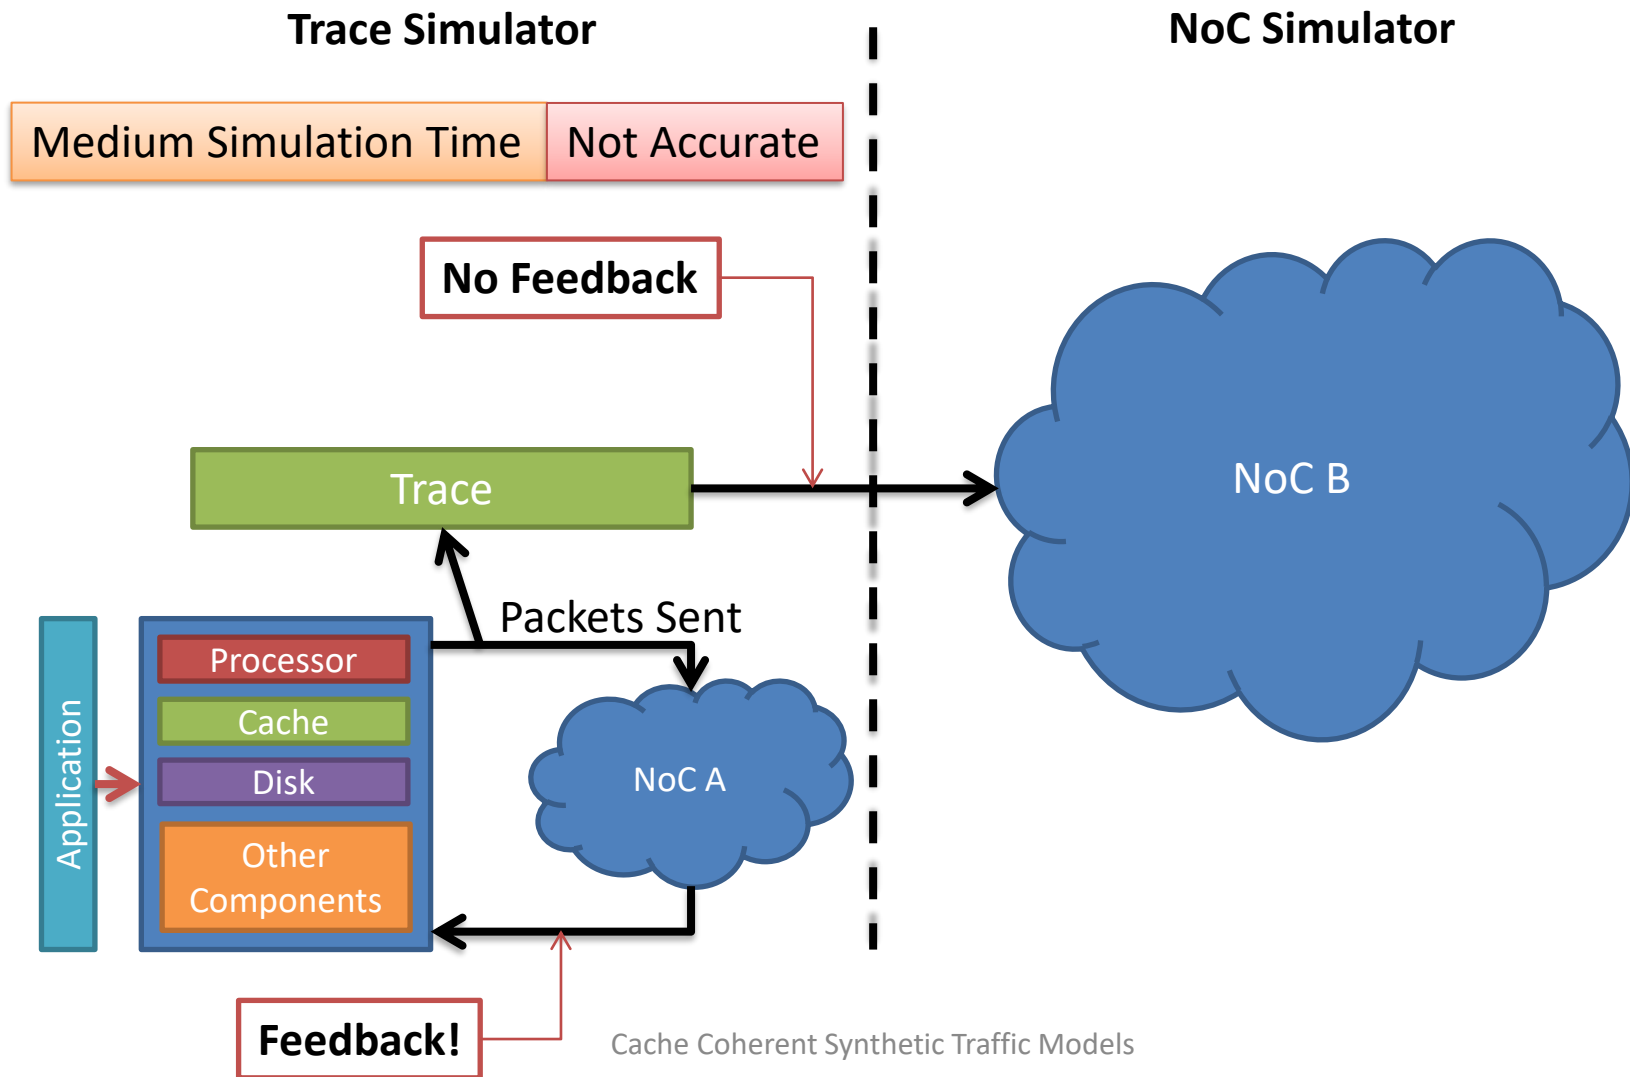 Trace Simulator
NoC Simulator
Medium Simulation Time
Not Accurate
No Feedback
Trace
NoC B
Packets Sent
Application
Processor
Cache
Disk
Other
Components
NoC A
Feedback!
Cache Coherent Synthetic Traffic Models